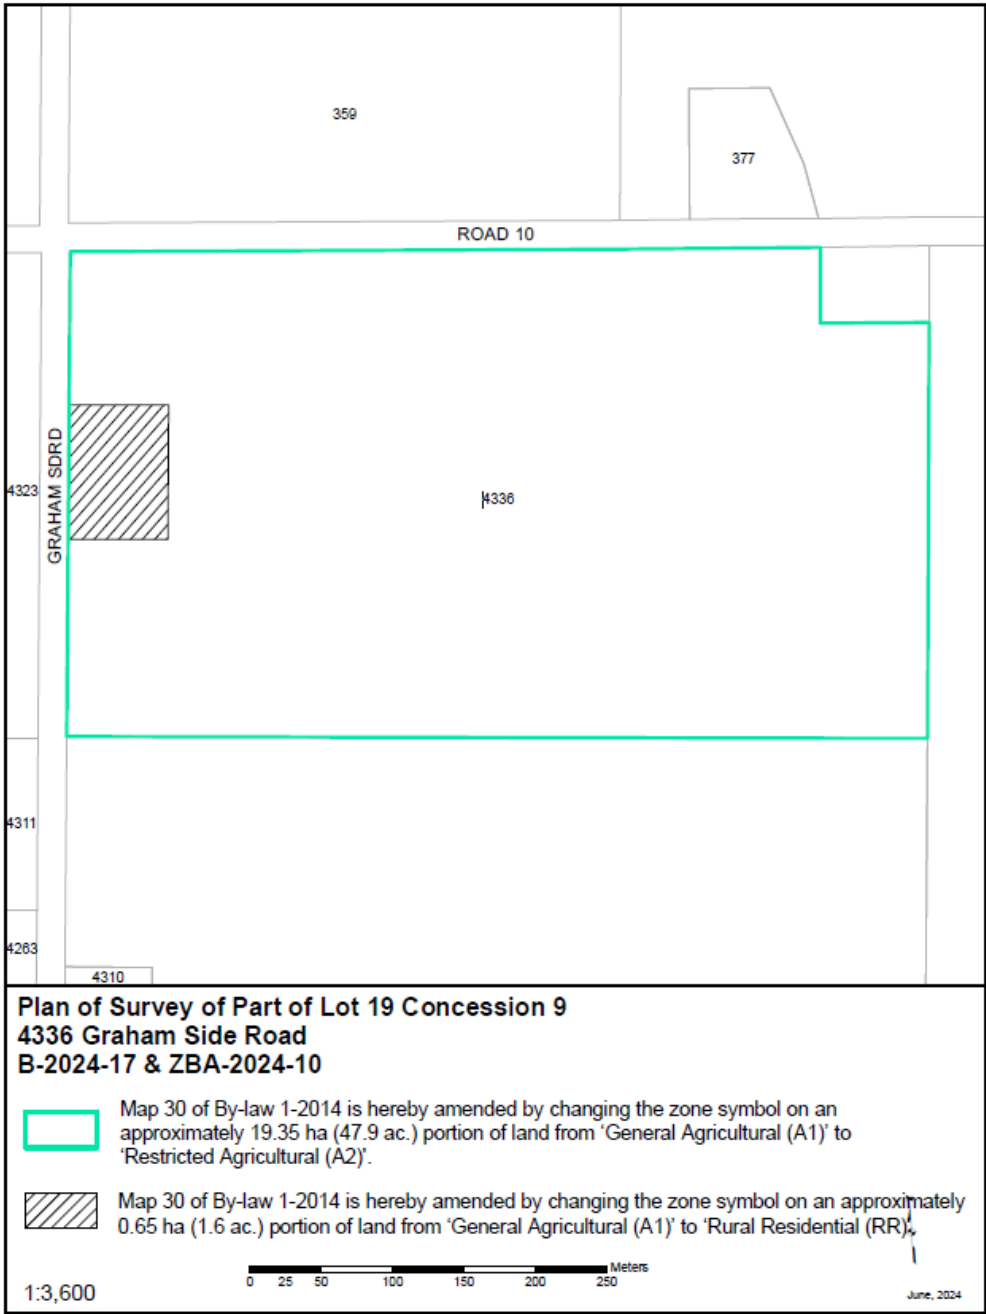 359
377
ROAD 10
GRAHAM SDRD
4323
4336
4311
4263
4310
Plan of Survey of Part of Lot 19 Concession 9
4336 Graham Side Road
B-2024-17 & ZBA-2024-10
Map 30 of By-law 1-2014 is hereby amended by changing the zone symbol on an
approximately 19.35 ha (47.9 ac.) portion of land from 'General Agricultural (A1)' to
'Restricted Agricultural (A2)'.
Map 30 of By-law 1-2014 is hereby amended by changing the zone symbol on an approximately
0.65 ha (1.6 ac.) portion of land from 'General Agricultural (A1)' to 'Rural Residential (RR)'.
Meters
0 25 50 100 150 200 250
1:3,600
June, 2024